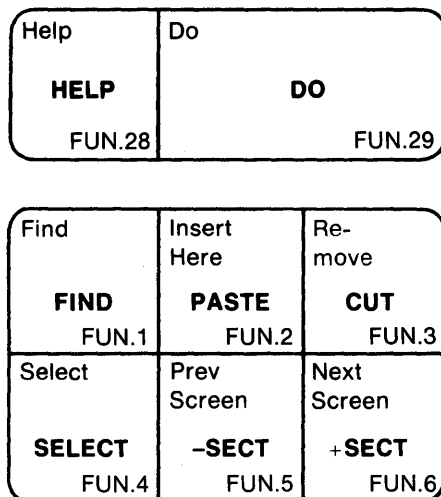 Help Do
HELP DO
FUN.28 FUN.29
Find Insert Re-
Here move
FIND PASTE CUT
FUN.1 FUN.2 FUN.3
Select Prev Next
Screen Screen
SELECT –SECT +SECT
FUN.4 FUN.5 FUN.6